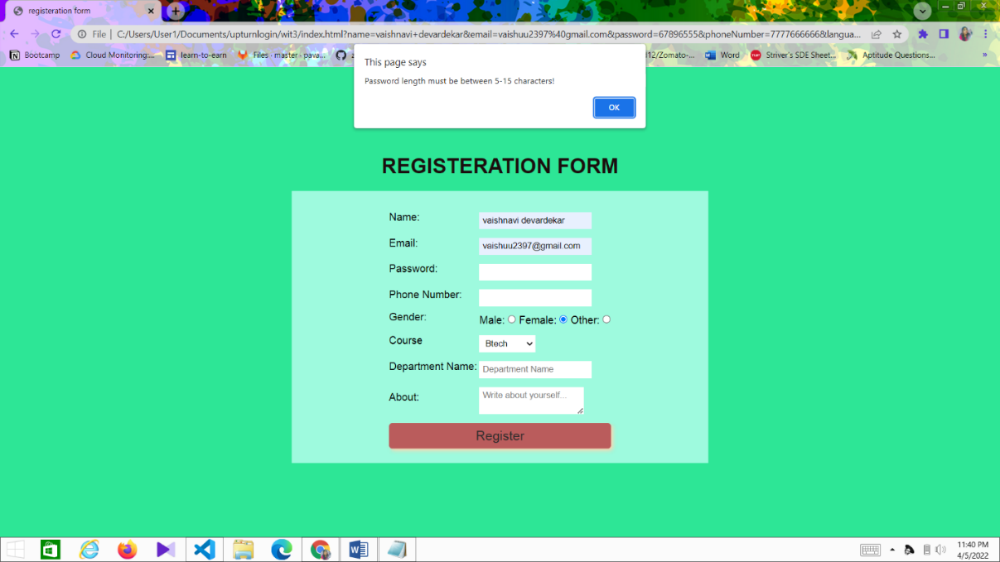 registeration form
File | C:/Users/User1/Documents/upturnlogin/wit3/index.html?name=vaishnavi+devardekar&email=vaishuu2397%40gmail.com&password=67896555&phoneNumber=7777666666&langua...
Bootcamp Cloud Monitoring:... learn-to-earn Files · master · pava... 12/Zomato-... Word Striver's SDE Sheet... Aptitude Questions... »
This page says
Password length must be between 5-15 characters!
OK
REGISTERATION FORM
Name: vaishnavi devardekar
Email: vaishuu2397@gmail.com
Password:
Phone Number:
Gender: Male: Female: Other:
Course Btech
Department Name: Department Name
About: Write about yourself...
Register
11:40 PM
4/5/2022